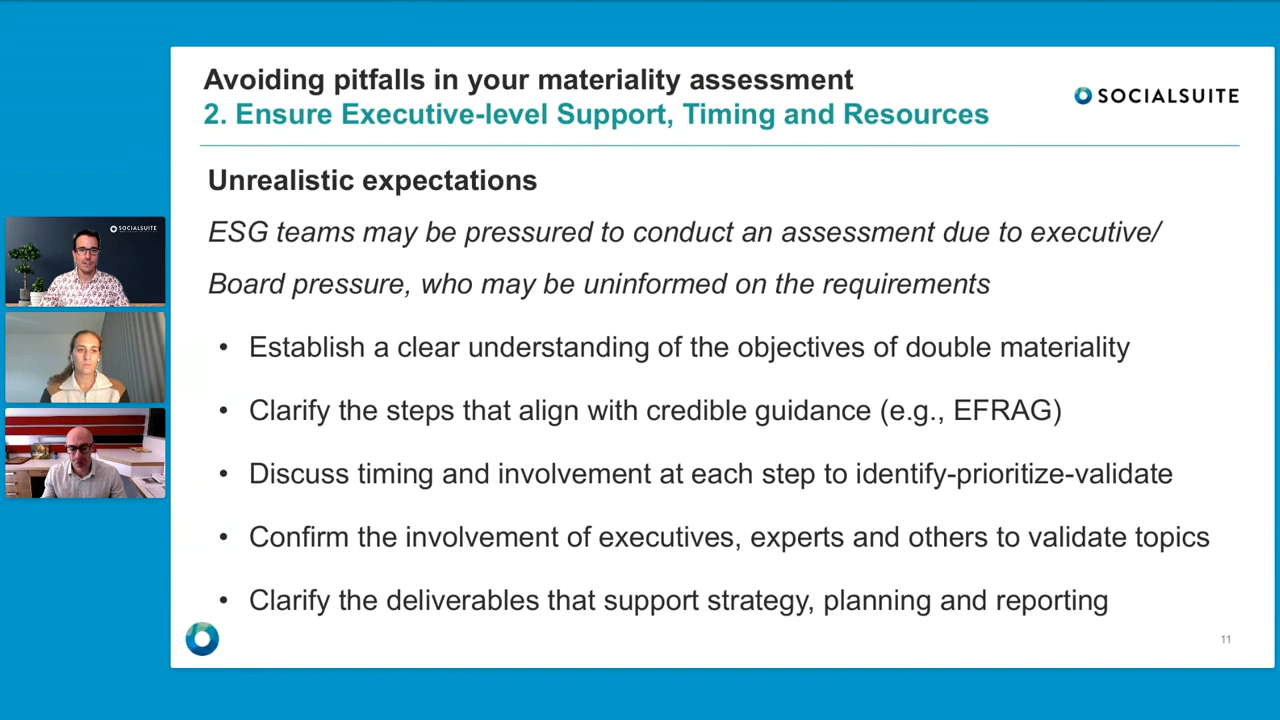 Avoiding pitfalls in your materiality assessment
SOCIALSUITE
2. Ensure Executive-level Support, Timing and Resources
Unrealistic expectations
ESG teams may be pressured to conduct an assessment due to executive/
Board pressure, who may be uninformed on the requirements
• Establish a clear understanding of the objectives of double materiality
• Clarify the steps that align with credible guidance (e.g., EFRAG)
• Discuss timing and involvement at each step to identify-prioritize-validate
• Confirm the involvement of executives, experts and others to validate topics
• Clarify the deliverables that support strategy, planning and reporting
11
SOCIALSUITE